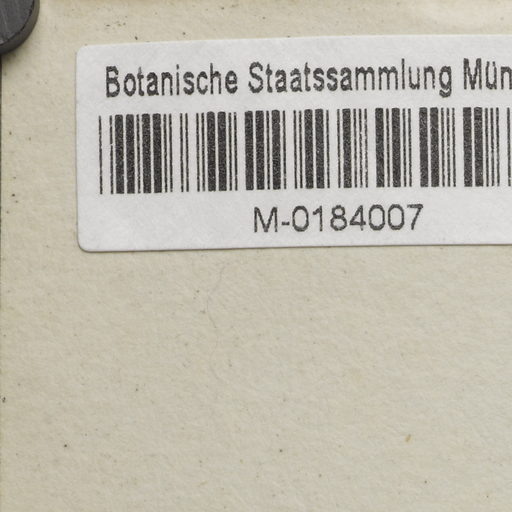 Botanische Staatssammlung Mün
M-0184007